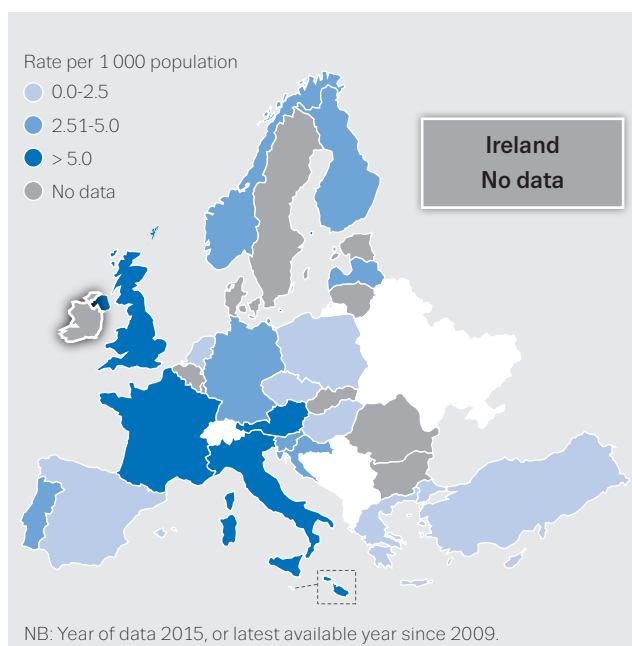 Rate per 1 000 population
0.0-2.5
2.51-5.0
> 5.0
No data
Ireland
No data
NB: Year of data 2015, or latest available year since 2009.